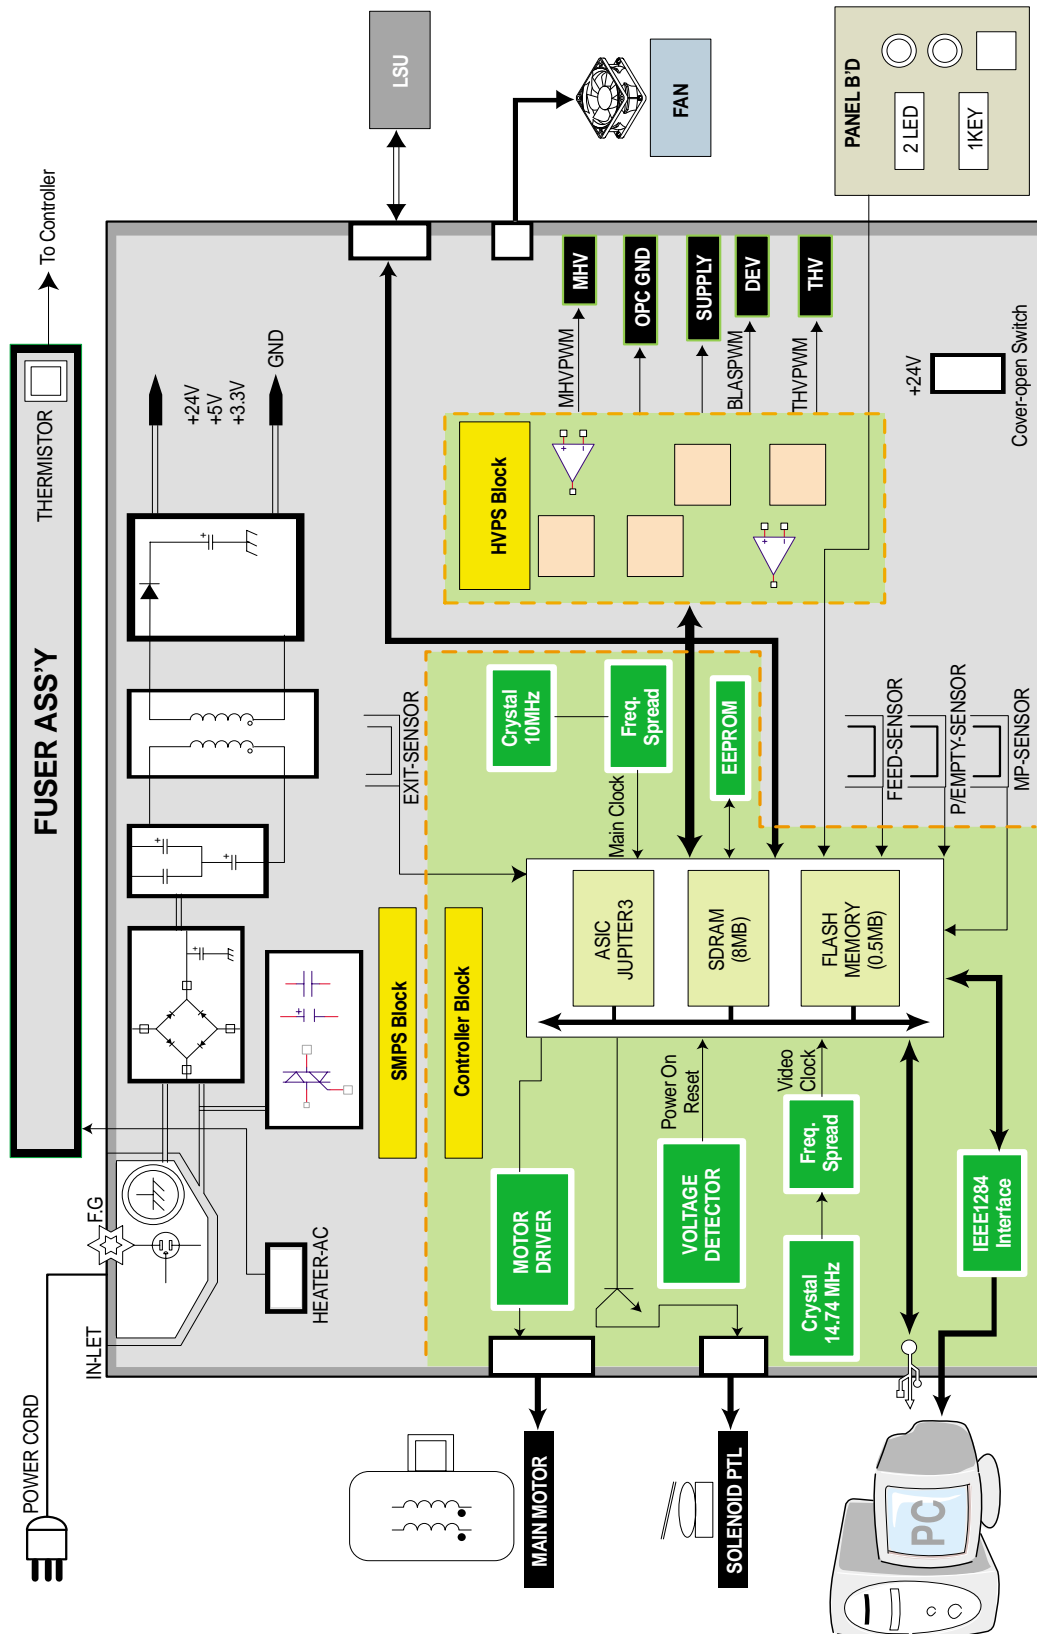 POWER CORD
IN-LET
F.G
FUSER ASS'Y
THERMISTOR
To Controller
HEATER-AC
+24V
+5V
+3.3V
GND
SMPS Block
EXIT-SENSOR
LSU
FAN
Controller Block
MOTOR
DRIVER
MAIN MOTOR
Crystal
10MHz
Freq.
Spread
Main Clock
EEPROM
HVPS Block
MHVPWM
MHV
OPC GND
SUPPLY
BLASPWM
DEV
THVPWM
THV
ASIC
JUPITER3
SDRAM
(8MB)
FLASH
MEMORY
(0.5MB)
VOLTAGE
DETECTOR
Power On
Reset
SOLENOID PTL
Crystal
14.74 MHz
Freq.
Spread
Video
Clock
IEEE1284
Interface
PC
FEED-SENSOR
P/EMPTY-SENSOR
MP-SENSOR
+24V
Cover-open Switch
PANEL B'D
2 LED
1KEY